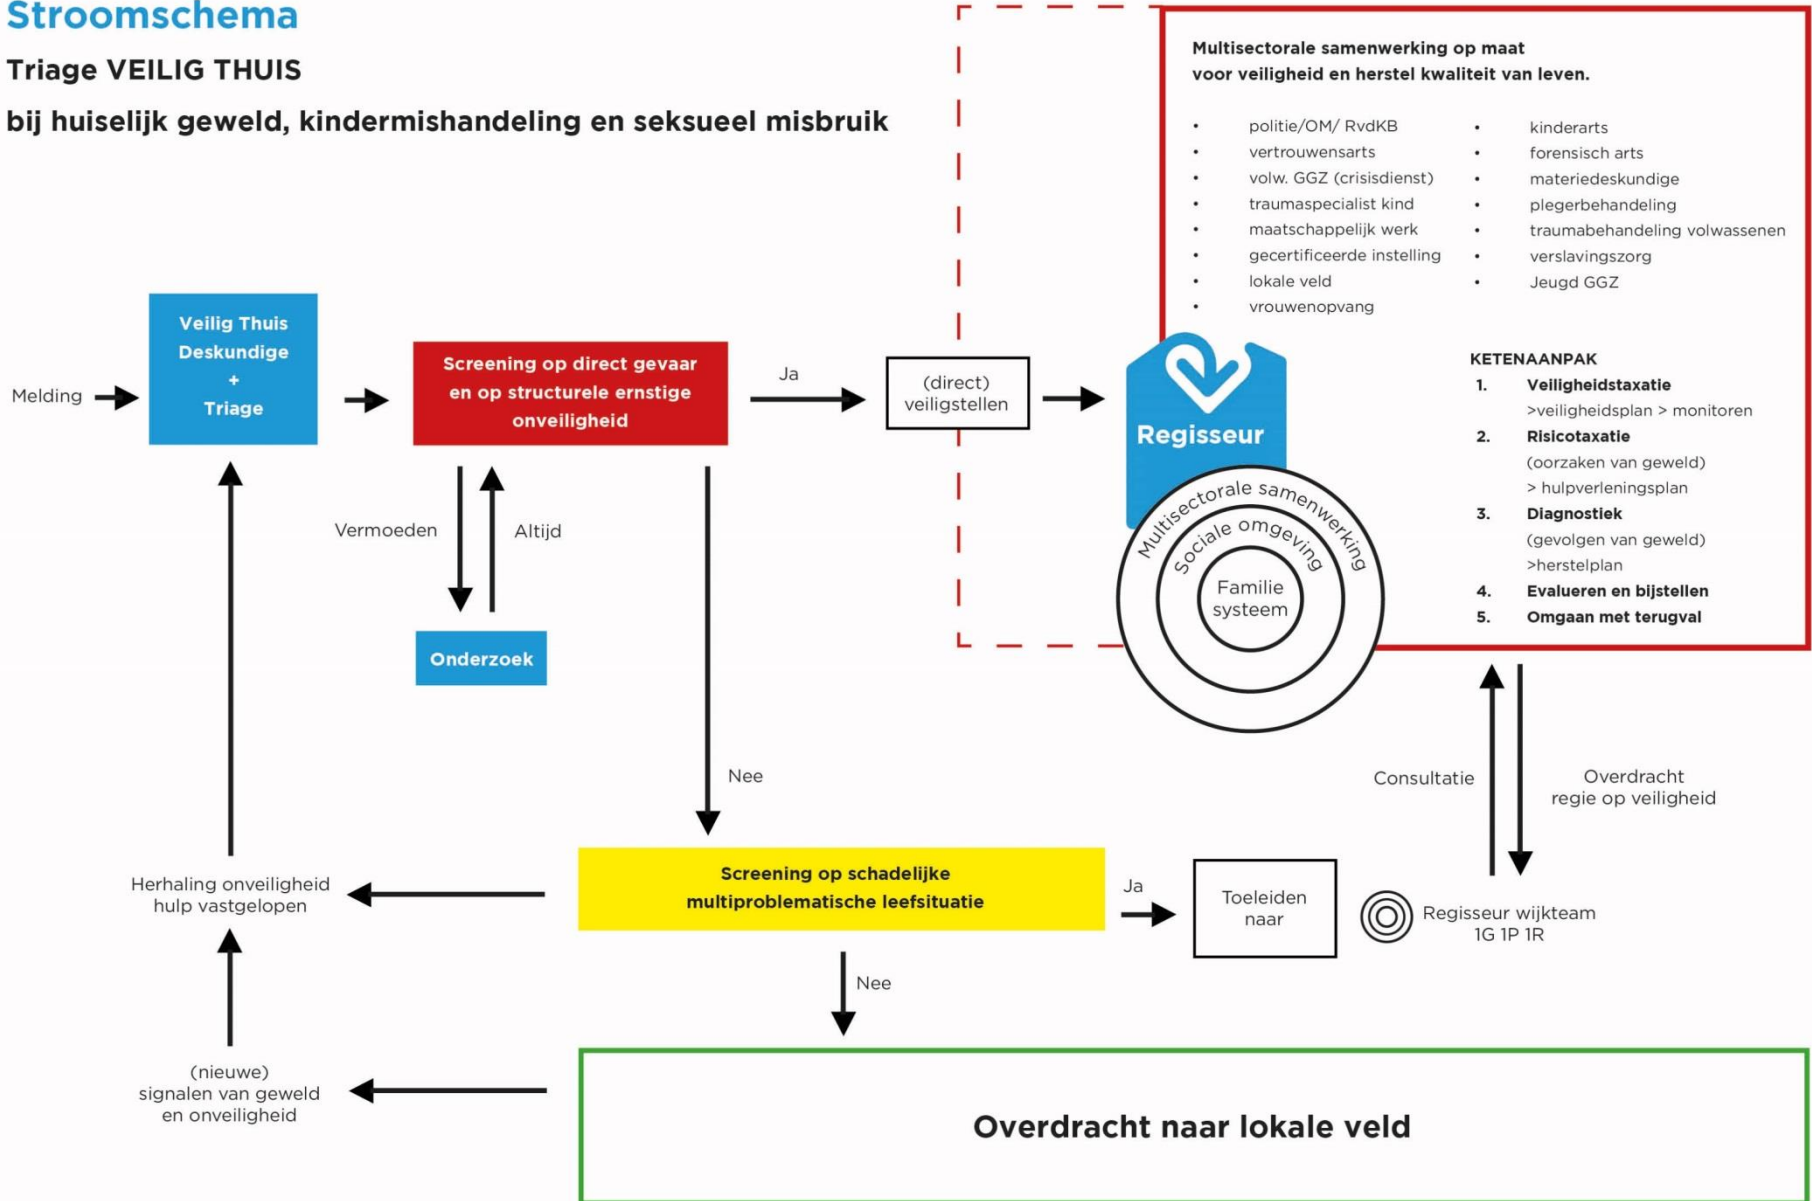 Stroomschema
Triage VEILIG THUIS
bij huiselijk geweld, kindermishandeling en seksueel misbruik
Multisectorale samenwerking op maat
voor veiligheid en herstel kwaliteit van leven.
• politie/OM/ RvdKB
• vertrouwensarts
• volw. GGZ (crisisdienst)
• traumaspecialist kind
• maatschappelijk werk
• gecertificeerde instelling
• lokale veld
• vrouwenopvang
• kinderarts
• forensisch arts
• materiedeskundige
• plegerbehandeling
• traumabehandeling volwassenen
• verslavingszorg
• Jeugd GGZ
Melding
Veilig Thuis
Deskundige
+
Triage
Screening op direct gevaar
en op structurele ernstige
onveiligheid
Ja
(direct)
veiligstellen
Regisseur
Multisectorale samenwerking
Sociale omgeving
Familie
systeem
KETENAANPAK
1. Veiligheidstaxatie
>veiligheidsplan > monitoren
2. Risicotaxatie
(oorzaken van geweld)
> hulpverleningsplan
3. Diagnostiek
(gevolgen van geweld)
>herstelplan
4. Evalueren en bijstellen
5. Omgaan met terugval
Vermoeden
Altijd
Onderzoek
Nee
Consultatie
Overdracht
regie op veiligheid
Herhaling onveiligheid
hulp vastgelopen
Screening op schadelijke
multiproblematische leefsituatie
Ja
Toeleiden
naar
Regisseur wijkteam
1G 1P 1R
Nee
(nieuwe)
signalen van geweld
en onveiligheid
Overdracht naar lokale veld